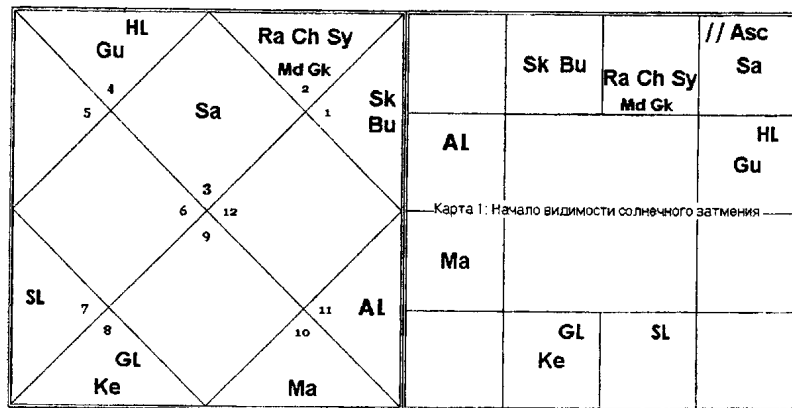 HL
Gu
Ra Ch Sy
Md Gk
4
2
5
1
Sa
Sk
Bu
3
6
12
9
SL
7
11
AL
8
10
GL
Ke
Ma
Sk Bu
Ra Ch Sy
Md Gk
// Asc
Sa
AL
HL
Gu
Карта 1: Начало видимости солнечного затмения
Ma
GL
Ke
SL